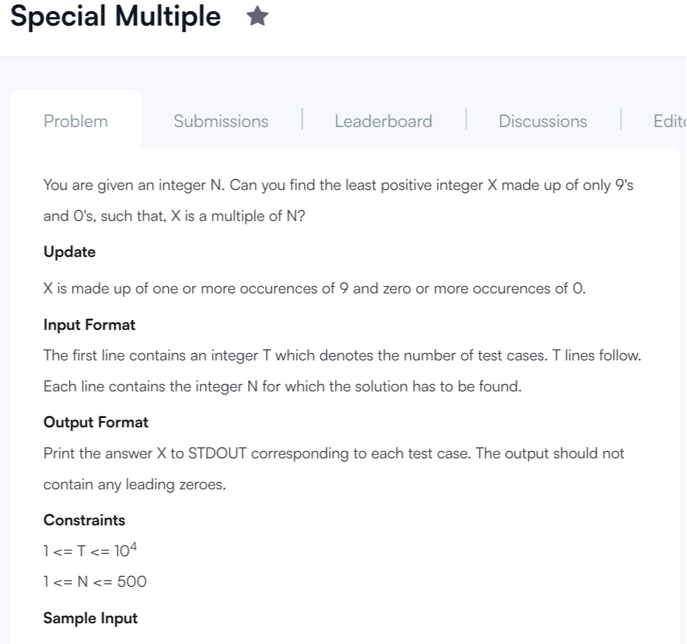 Special Multiple
Problem
Submissions
Leaderboard
Discussions
You are given an integer N. Can you find the least positive integer X made up of only 9's
and 0's, such that, X is a multiple of N?
Update
X is made up of one or more occurences of 9 and zero or more occurences of 0.
Input Format
The first line contains an integer T which denotes the number of test cases. T lines follow.
Each line contains the integer N for which the solution has to be found.
Output Format
Print the answer X to STDOUT corresponding to each test case. The output should not
contain any leading zeroes.
Constraints
1 <= T <= 10⁴
1 <= N <= 500
Sample Input